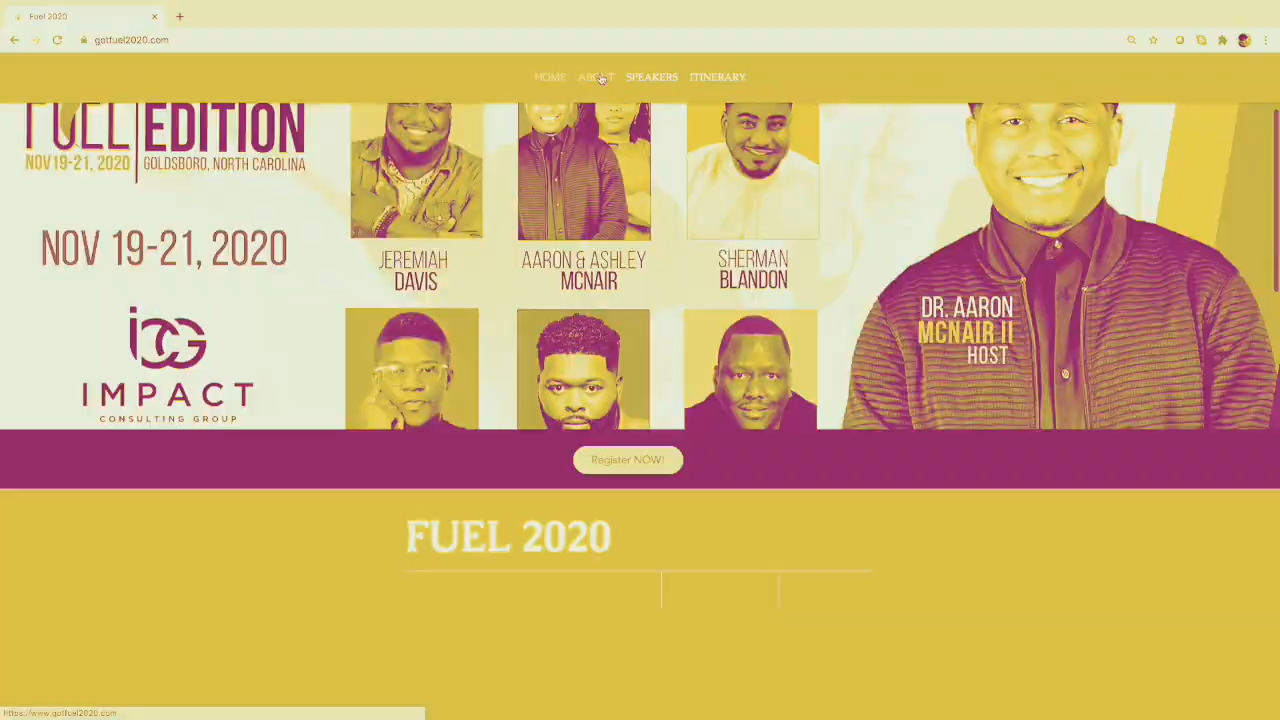 Fuel 2020
gotfuel2020.com
HOME ABOUT SPEAKERS ITINERARY
FUEL EDITION
NOV 19-21, 2020 GOLDSBORO, NORTH CAROLINA
NOV 19-21, 2020
JEREMIAH
DAVIS
AARON & ASHLEY
MCNAIR
SHERMAN
BLANDON
DR. AARON
MCNAIR II
HOST
iCG
IMPACT
CONSULTING GROUP
Register NOW!
FUEL 2020
https://www.gotfuel2020.com